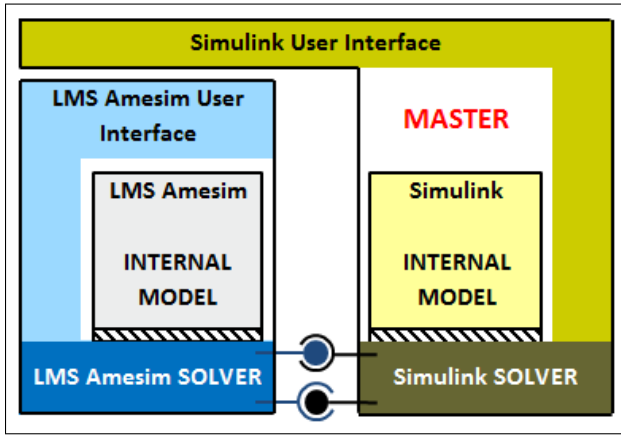 Simulink User Interface
LMS Amesim User
Interface
MASTER
LMS Amesim
INTERNAL
MODEL
Simulink
INTERNAL
MODEL
LMS Amesim SOLVER
Simulink SOLVER